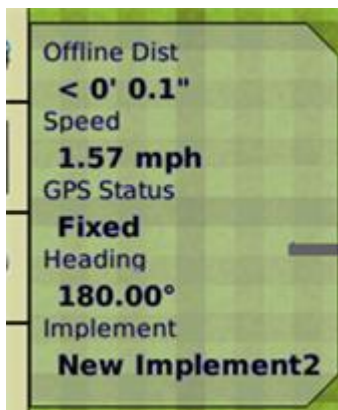 Offline Dist
< 0' 0.1"
Speed
1.57 mph
GPS Status
Fixed
Heading
180.00°
Implement
New Implement2